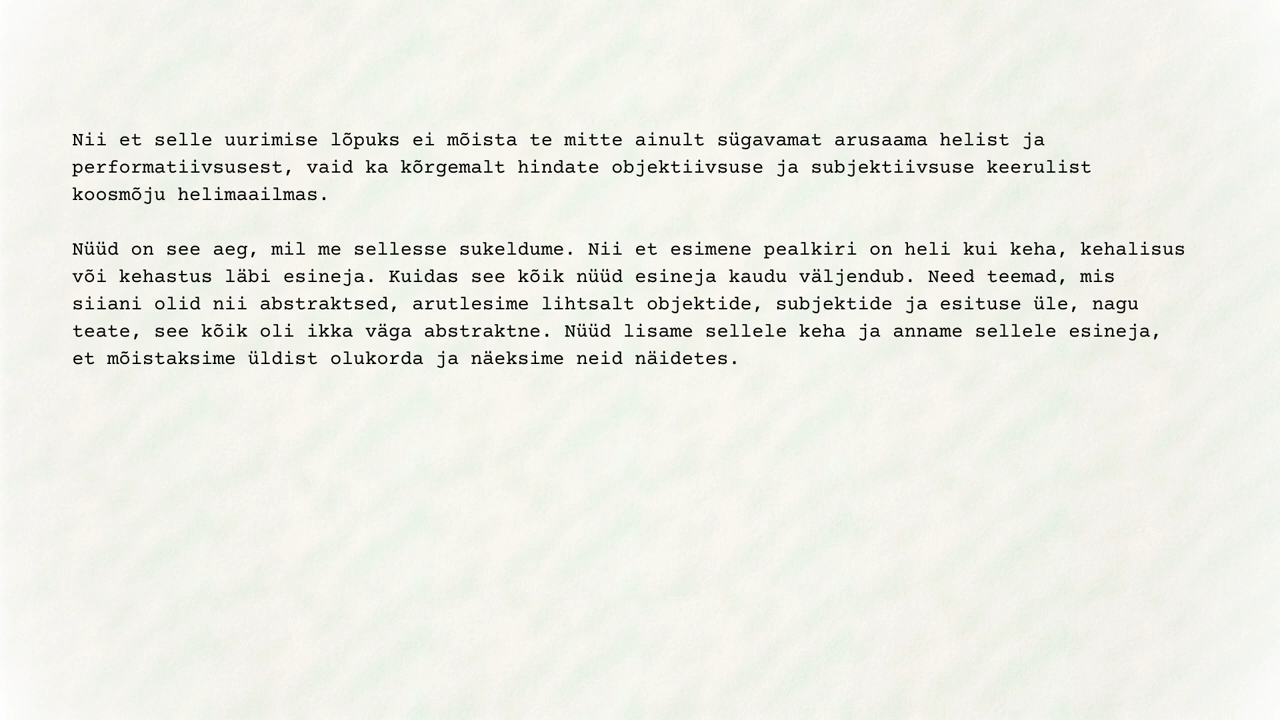 Nii et selle uurimise lõpuks ei mõista te mitte ainult sügavamat arusaama helist ja
performatiivsusest, vaid ka kõrgemalt hindate objektiivsuse ja subjektiivsuse keerulist
koosmõju helimaailmas.
Nüüd on see aeg, mil me sellesse sukeldume. Nii et esimene pealkiri on heli kui keha, kehalisus
või kehastus läbi esineja. Kuidas see kõik nüüd esineja kaudu väljendub. Need teemad, mis
siiani olid nii abstraktsed, arutlesime lihtsalt objektide, subjektide ja esituse üle, nagu
teate, see kõik oli ikka väga abstraktne. Nüüd lisame sellele keha ja anname sellele esineja,
et mõistaksime üldist olukorda ja näeksime neid näidetes.